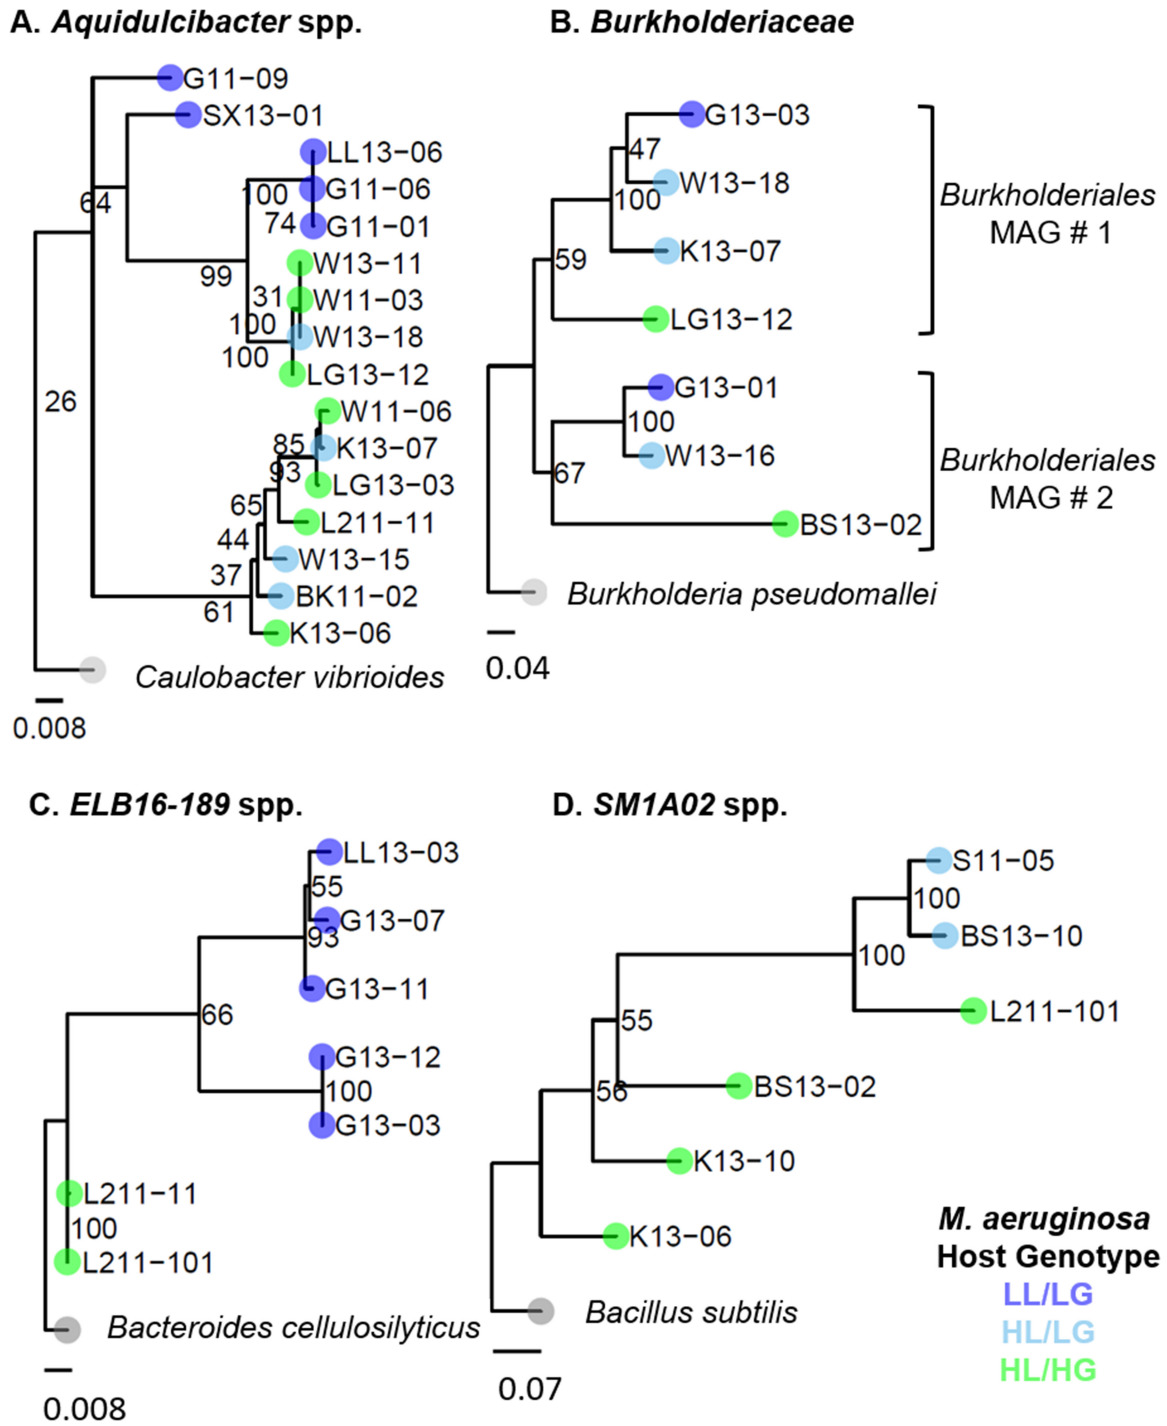 A. Aquidulcibacter spp.
G11−09
SX13−01
LL13−06
G11−06
G11−01
W13−11
W11−03
W13−18
LG13−12
W11−06
K13−07
LG13−03
L211−11
W13−15
BK11−02
K13−06
Caulobacter vibrioides
64
100
74
99
31
100
100
26
85
93
65
44
37
61
0.008
B. Burkholderiaceae
G13−03
47
W13−18
100
K13−07
59
LG13−12
G13−01
100
W13−16
67
BS13−02
Burkholderia pseudomallei
Burkholderiales
MAG # 1
Burkholderiales
MAG # 2
0.04
C. ELB16-189 spp.
LL13−03
55
G13−07
93
G13−11
66
G13−12
100
G13−03
L211−11
100
L211−101
Bacteroides cellulosilyticus
0.008
D. SM1A02 spp.
S11−05
100
BS13−10
100
L211−101
55
BS13−02
56
K13−10
K13−06
Bacillus subtilis
0.07
M. aeruginosa
Host Genotype
LL/LG
HL/LG
HL/HG